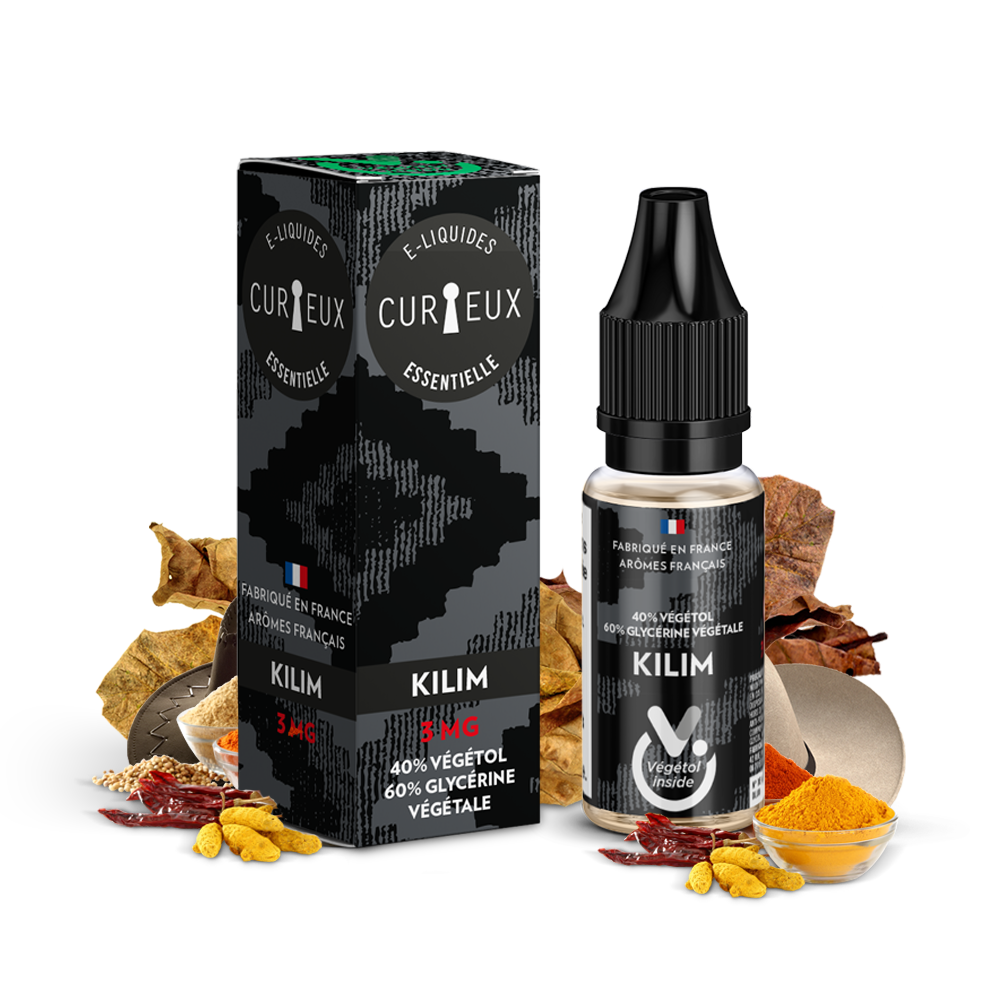 E-LIQUIDES
CURIEUX
ESSENTIELLE
FABRIQUÉ EN FRANCE
ARÔMES FRANÇAIS
KILIM
3 MG
E-LIQUIDES
CURIEUX
ESSENTIELLE
KILIM
3 MG
40% VÉGÉTOL
60% GLYCÉRINE
VÉGÉTALE
FABRIQUÉ EN FRANCE
ARÔMES FRANÇAIS
40% VÉGÉTOL
60% GLYCÉRINE VÉGÉTALE
KILIM
V.
Végétol
inside